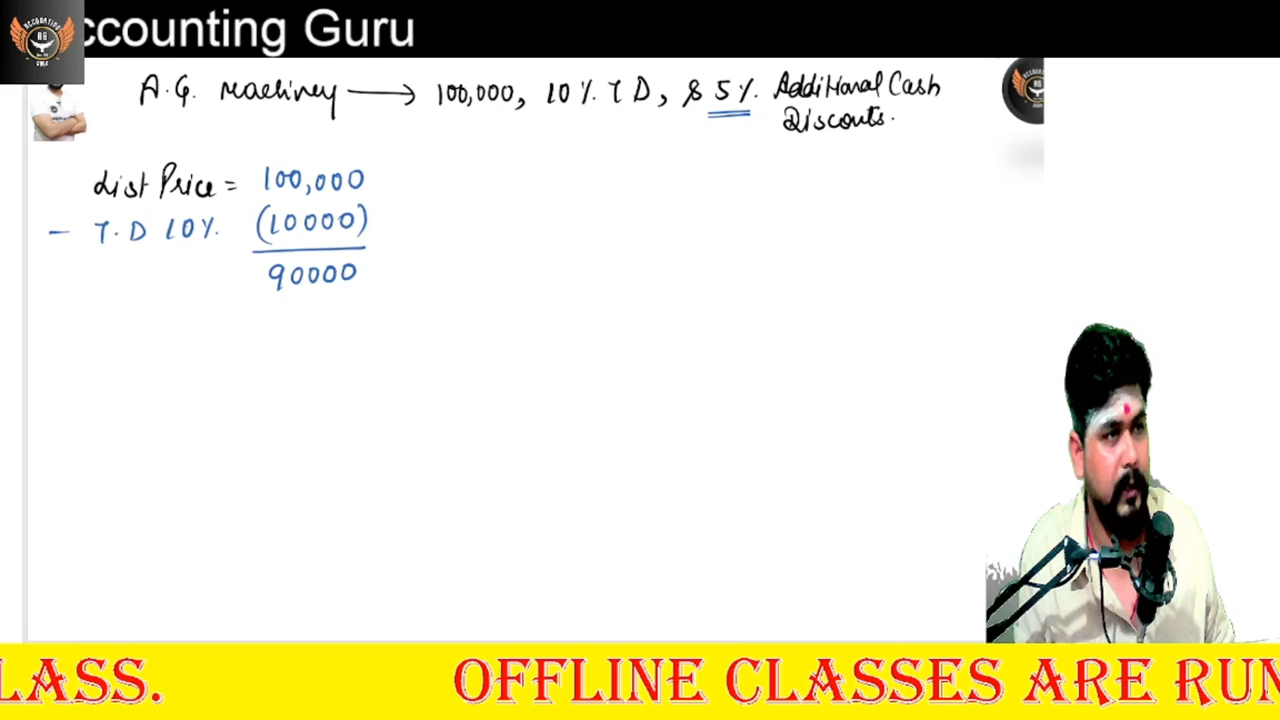 ccounting Guru
A.G. Machinery → 100,000, 10%. T D, & 5%. Additional Cash
Discouts.
List Price = 100,000
- T.D 10%. (10000)
90000
LASS. OFFLINE CLASSES ARE RUN